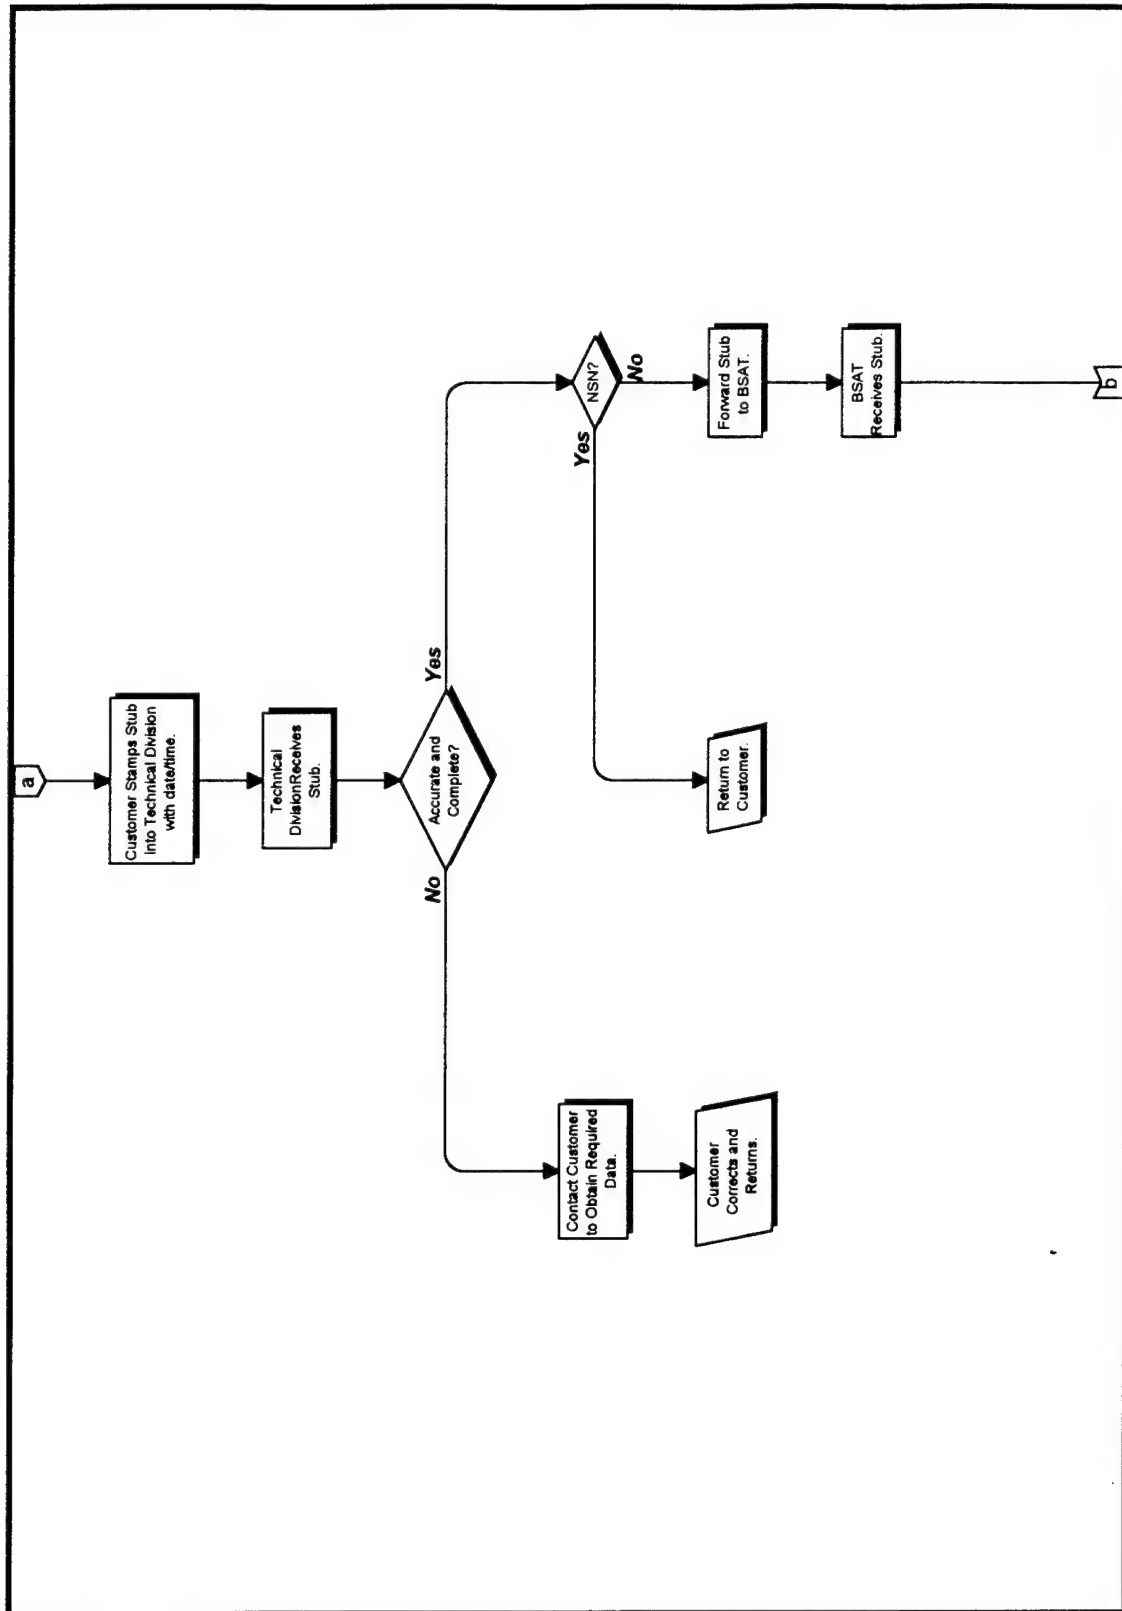 a
Customer Stamps Stub
into Technical Division
with date/time.
Technical
DivisionReceives
Stub.
Accurate and
Complete?
No
Yes
Contact Customer
to Obtain Required
Data.
Customer
Corrects and
Returns.
NSN?
Yes
No
Return to
Customer.
Forward Stub
to BSAT.
BSAT
Receives Stub.
b